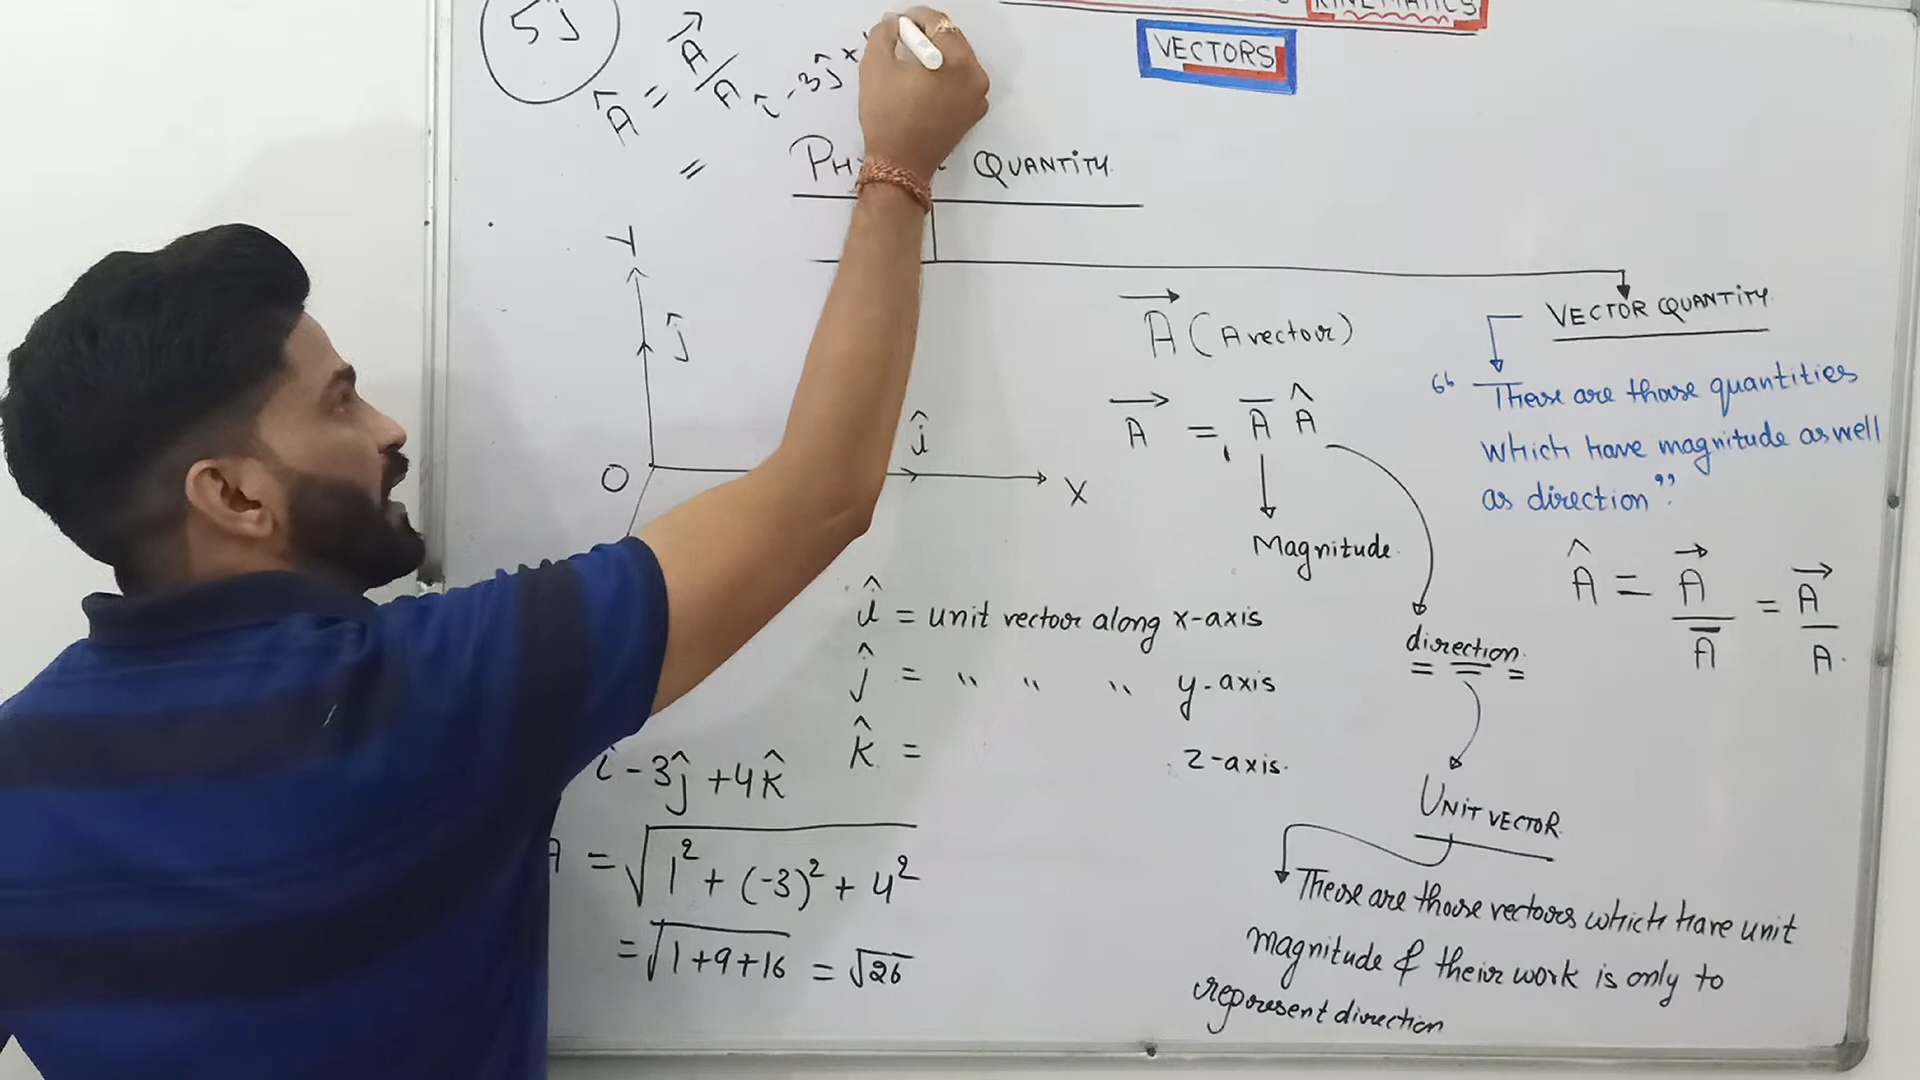 KINEMATICS
VECTORS
5ĵ
Â = A⃗/A
î - 3ĵ +
=
QUANTITY
Y
ĵ
O
î
X
A⃗ (A vector)
A⃗ = A̅ Â
Magnitude
direction
UNIT VECTOR
These are those vectors which have unit
magnitude & their work is only to
represent direction
VECTOR QUANTITY
“ These are those quantities
which have magnitude as well
as direction ”
Â = A⃗/A̅ = A⃗/A
î = unit vector along x-axis
ĵ = " " " y-axis
k̂ = z-axis
î - 3ĵ + 4k̂
A = √1² + (-3)² + 4²
= √1+9+16 = √26